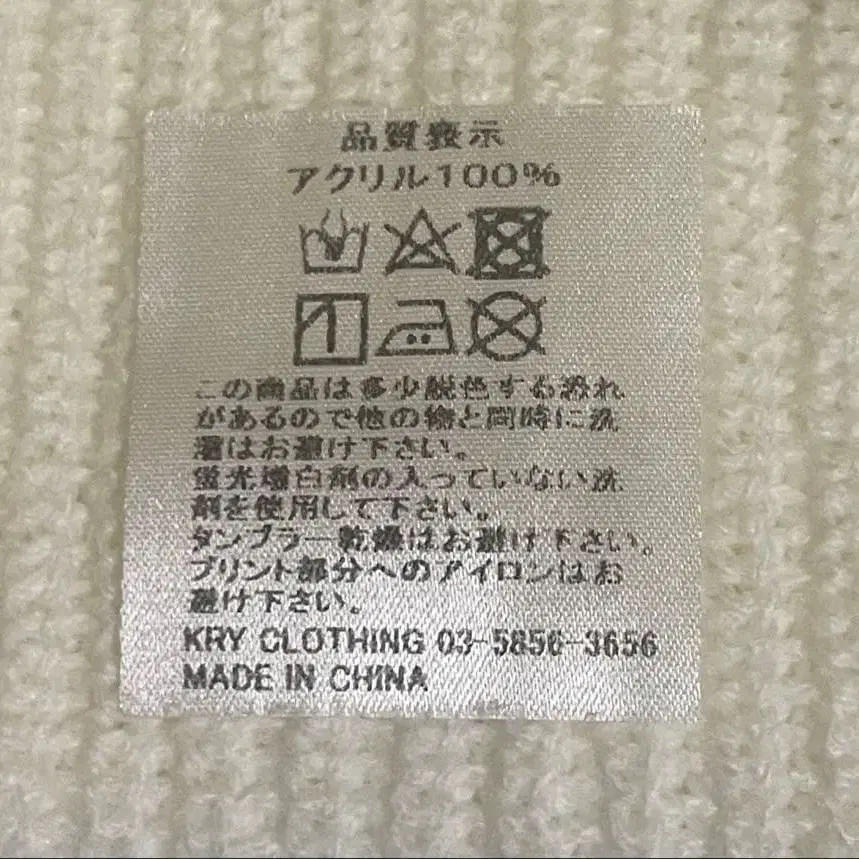 品質表示
アクリル100%
この商品は多少脱色する恐れ
があるので他の物と同時に洗
濯はお避け下さい。
蛍光増白剤の入っていない洗
剤を使用して下さい。
タンブラー乾燥はお避け下さい。
プリント部分へのアイロンはお
避け下さい。
KRY CLOTHING 03-5856-3656
MADE IN CHINA